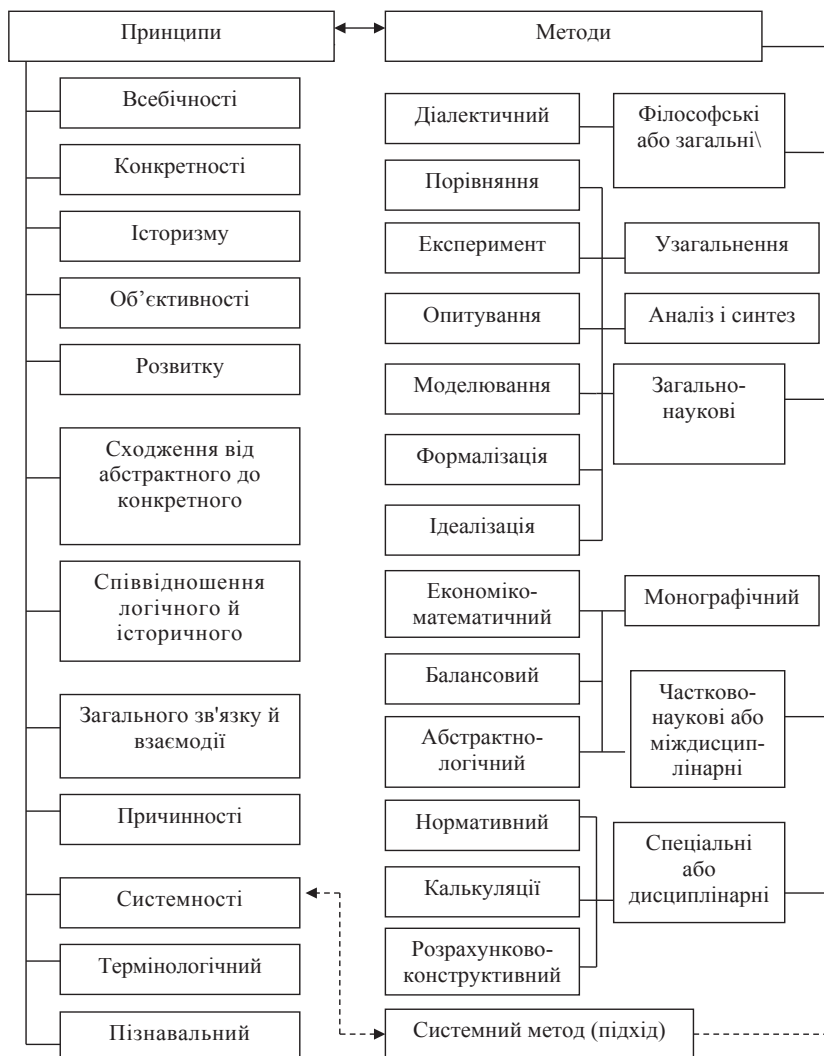 Принципи
Методи
Всебічності
Конкретності
Історизму
Об’єктивності
Розвитку
Сходження від
абстрактного до
конкретного
Співвідношення
логічного й
історичного
Загального зв'язку й
взаємодії
Причинності
Системності
Термінологічний
Пізнавальний
Діалектичний
Філософські
або загальні\
Порівняння
Експеримент
Узагальнення
Опитування
Аналіз і синтез
Моделювання
Загально-
наукові
Формалізація
Ідеалізація
Економіко-
математичний
Монографічний
Балансовий
Частково-
наукові або
міждисцип-
лінарні
Абстрактно-
логічний
Нормативний
Спеціальні
або
дисциплінарні
Калькуляції
Розрахунково-
конструктивний
Системний метод (підхід)